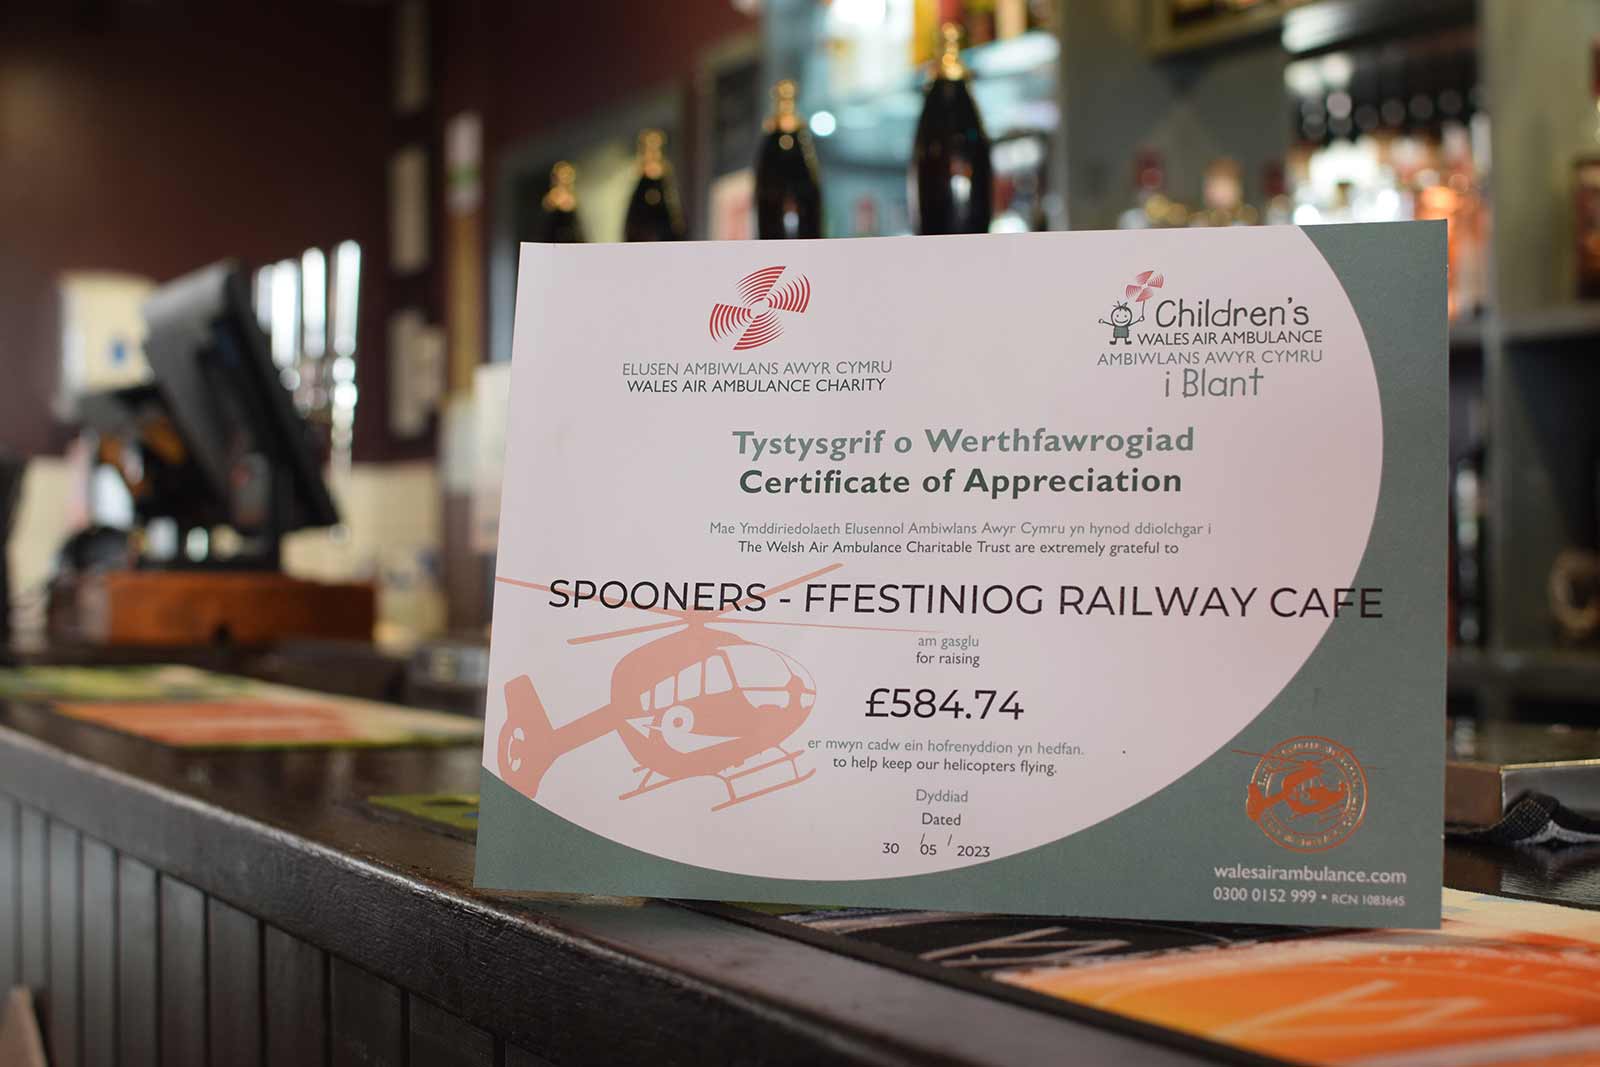 ELUSEN AMBIWLANS AWYR CYMRU
WALES AIR AMBULANCE CHARITY
Children's
WALES AIR AMBULANCE
AMBIWLANS AWYR CYMRU
i Blant
Tystysgrif o Werthfawrogiad
Certificate of Appreciation
Mae Ymddiriedolaeth Elusennol Ambiwlans Awyr Cymru yn hynod ddiolchgar i
The Welsh Air Ambulance Charitable Trust are extremely grateful to
SPOONERS - FFESTINIOG RAILWAY CAFE
am gasglu
for raising
£584.74
er mwyn cadw ein hofrenyddion yn hedfan.
to help keep our helicopters flying.
Dyddiad
Dated
30 / 05 / 2023
walesairambulance.com
0300 0152 999 • RCN 1083645